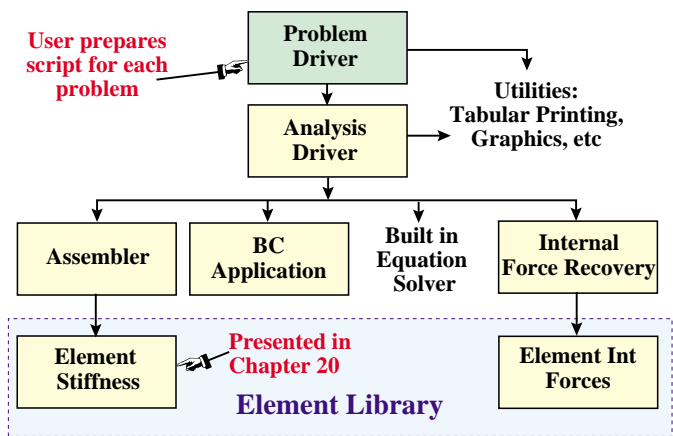 User prepares
script for each
problem
Problem
Driver
Utilities:
Tabular Printing,
Graphics, etc
Analysis
Driver
Assembler
BC
Application
Built in
Equation
Solver
Internal
Force Recovery
Element
Stiffness
Presented in
Chapter 20
Element Int
Forces
Element Library